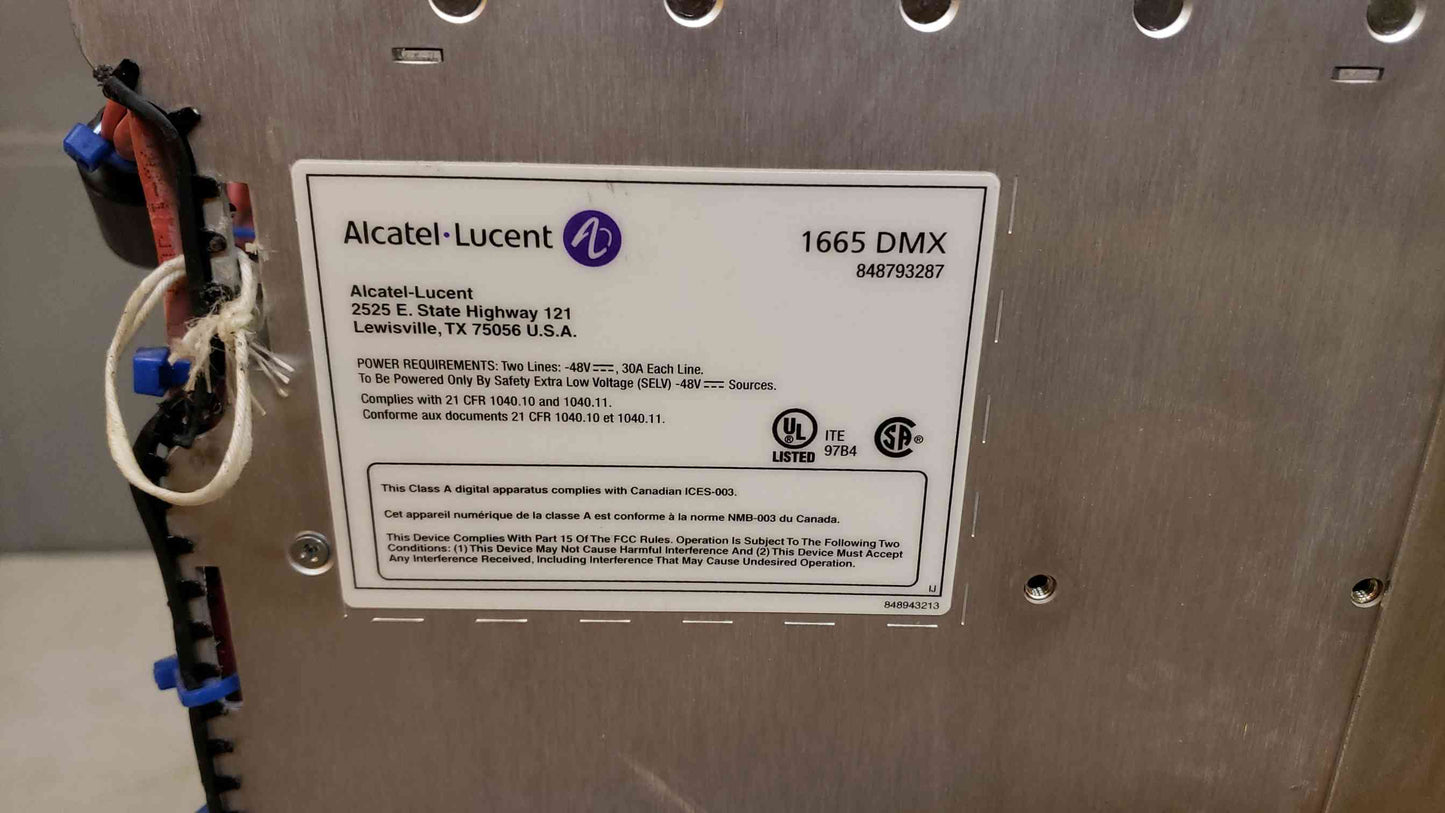 Alcatel·Lucent
1665 DMX
848793287
Alcatel-Lucent
2525 E. State Highway 121
Lewisville, TX 75056 U.S.A.
POWER REQUIREMENTS: Two Lines: -48V⎓, 30A Each Line.
To Be Powered Only By Safety Extra Low Voltage (SELV) -48V⎓ Sources.
Complies with 21 CFR 1040.10 and 1040.11.
Conforme aux documents 21 CFR 1040.10 et 1040.11.
UL ®
LISTED
ITE
97B4
SA ®
This Class A digital apparatus complies with Canadian ICES-003.
Cet appareil numérique de la classe A est conforme à la norme NMB-003 du Canada.
This Device Complies With Part 15 Of The FCC Rules. Operation Is Subject To The Following Two
Conditions: (1) This Device May Not Cause Harmful Interference And (2) This Device Must Accept
Any Interference Received, Including Interference That May Cause Undesired Operation.
IJ
848943213